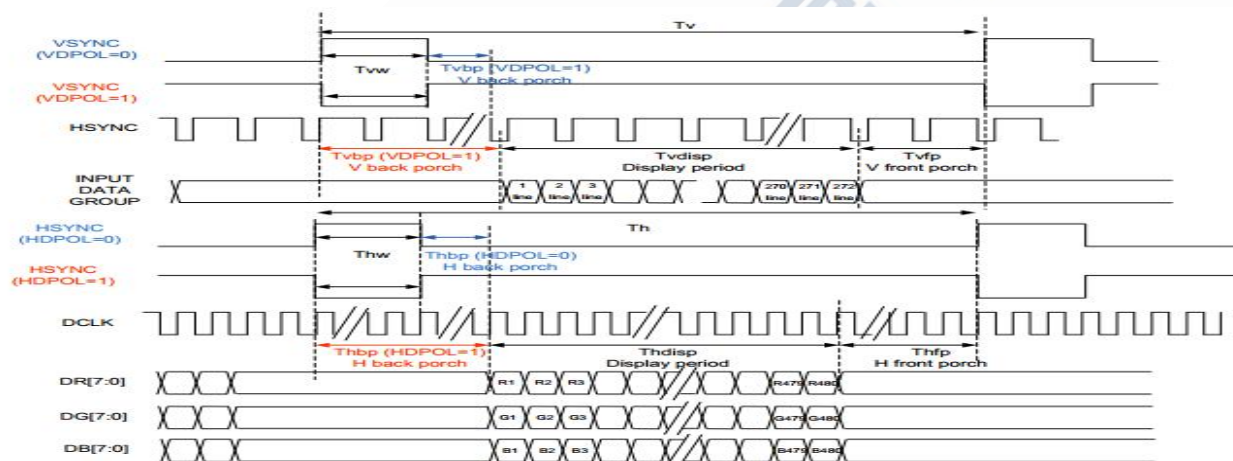 Tv
VSYNC
(VDPOL=0)
Tvw
Tvbp (VDPOL=1)
V back porch
VSYNC
(VDPOL=1)
HSYNC
Tvbp (VDPOL=1)
V back porch
Tvdisp
Display period
Tvfp
V front porch
INPUT
DATA
GROUP
1 line
2 line
3 line
270 line
271 line
272 line
HSYNC
(HDPOL=0)
Th
Thw
Thbp (HDPOL=0)
H back porch
HSYNC
(HDPOL=1)
DCLK
Thbp (HDPOL=1)
H back porch
Thdisp
Display period
Thfp
H front porch
DR[7:0]
R1 R2 R3 R479 R480
DG[7:0]
G1 G2 G3 G479 G480
DB[7:0]
B1 B2 B3 B479 B480